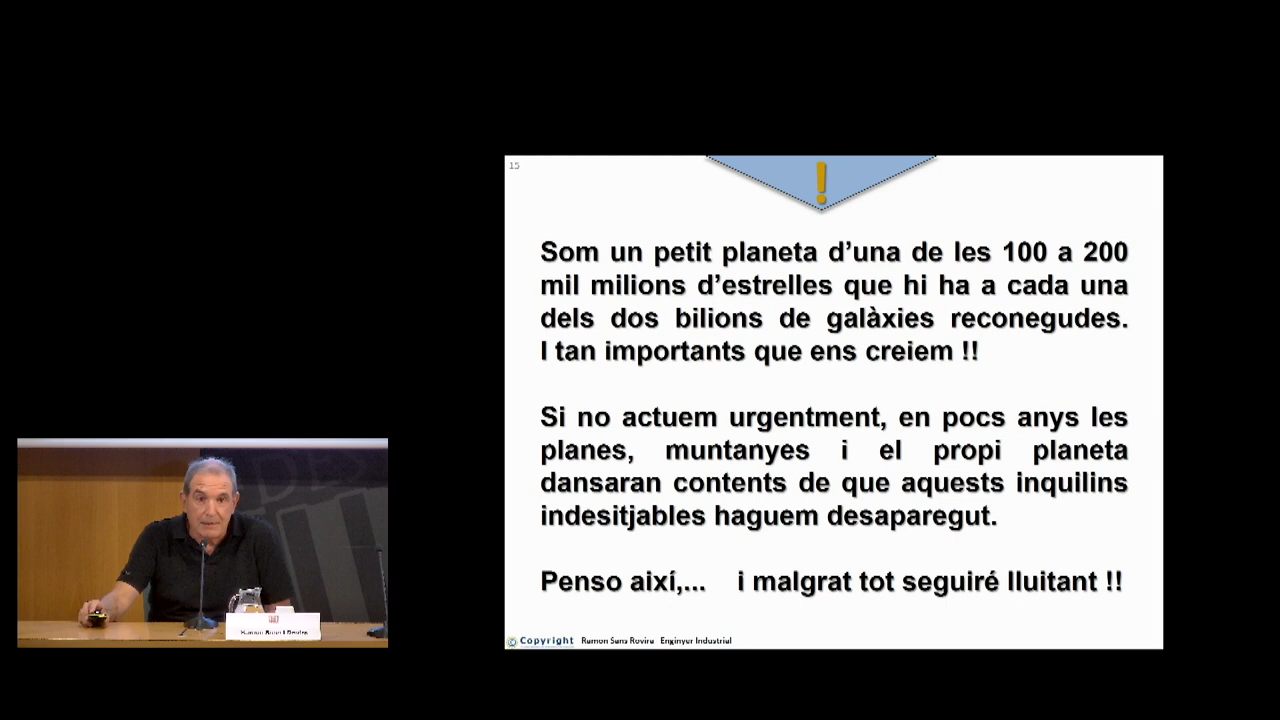 15
!
Som un petit planeta d’una de les 100 a 200
mil milions d’estrelles que hi ha a cada una
dels dos bilions de galàxies reconegudes.
I tan importants que ens creiem !!
Si no actuem urgentment, en pocs anys les
planes, muntanyes i el propi planeta
dansaran contents de que aquests inquilins
indesitjables haguem desaparegut.
Penso així,... i malgrat tot seguiré lluitant !!
© Copyright Ramon Sans Rovira Enginyer Industrial